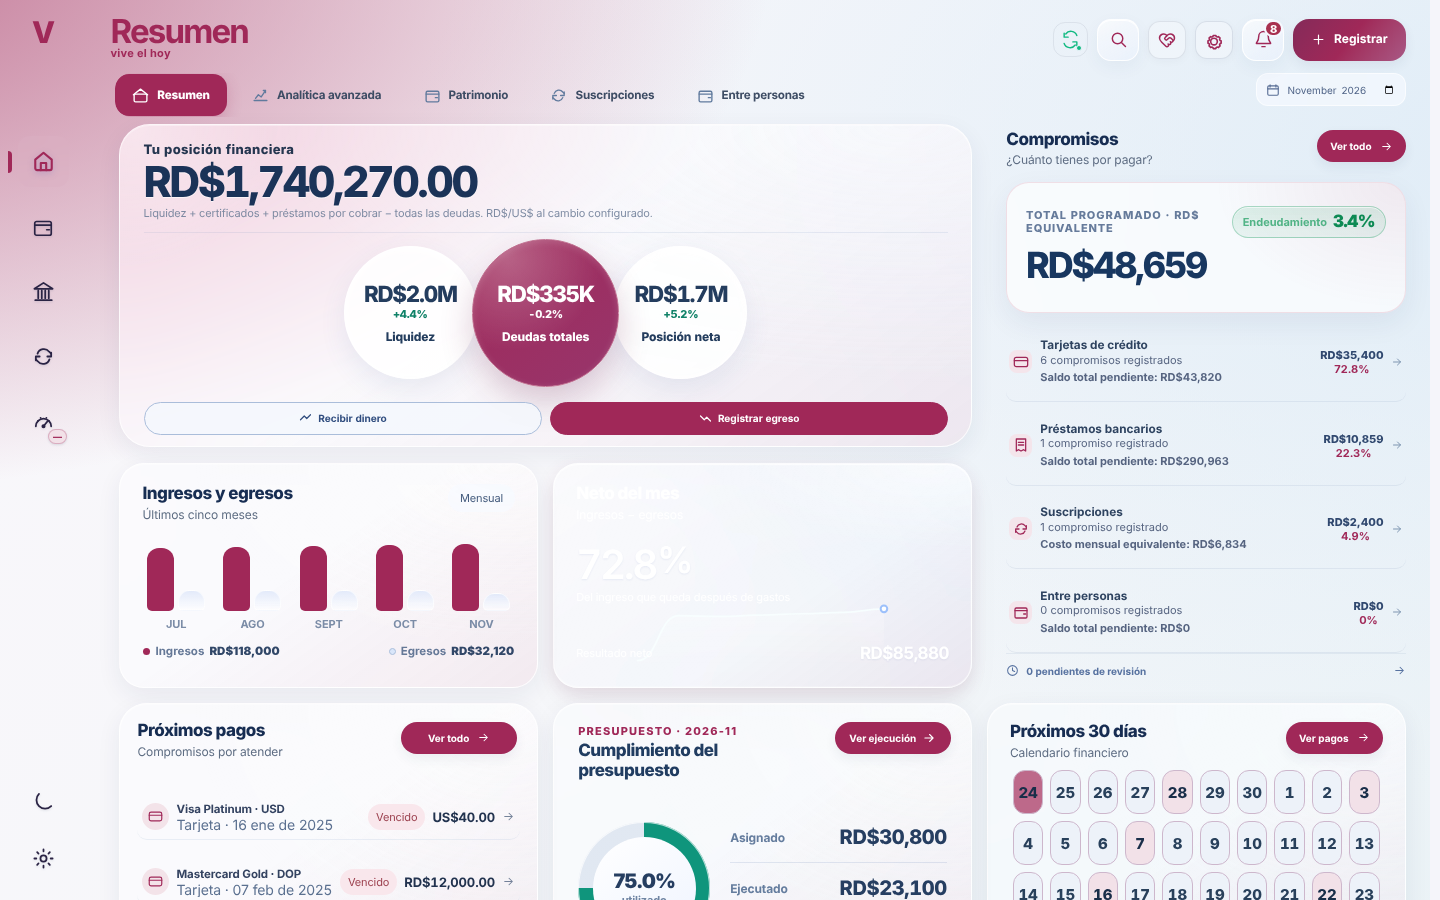 V
Resumen
vive el hoy
8
Registrar
Resumen
Analítica avanzada
Patrimonio
Suscripciones
Entre personas
November 2026
Tu posición financiera
RD$1,740,270.00
Liquidez + certificados + préstamos por cobrar − todas las deudas. RD$/US$ al cambio configurado.
RD$2.0M
+4.4%
Liquidez
RD$335K
-0.2%
Deudas totales
RD$1.7M
+5.2%
Posición neta
Recibir dinero
Registrar egreso
Compromisos
¿Cuánto tienes por pagar?
Ver todo
TOTAL PROGRAMADO · RD$
EQUIVALENTE
Endeudamiento 3.4%
RD$48,659
Tarjetas de crédito
6 compromisos registrados
Saldo total pendiente: RD$43,820
RD$35,400
72.8%
Préstamos bancarios
1 compromiso registrado
Saldo total pendiente: RD$290,963
RD$10,859
22.3%
Suscripciones
1 compromiso registrado
Costo mensual equivalente: RD$6,834
RD$2,400
4.9%
Entre personas
0 compromisos registrados
Saldo total pendiente: RD$0
RD$0
0%
0 pendientes de revisión
Ingresos y egresos
Últimos cinco meses
Mensual
JUL AGO SEPT OCT NOV
Ingresos RD$118,000
Egresos RD$32,120
Neto del mes
Ingresos − egresos
72.8%
Del ingreso que queda después de gastos
Resultado neto
RD$85,880
Próximos pagos
Compromisos por atender
Ver todo
Visa Platinum · USD
Tarjeta · 16 ene de 2025
Vencido
US$40.00
Mastercard Gold · DOP
Tarjeta · 07 feb de 2025
Vencido
RD$12,000.00
PRESUPUESTO · 2026-11
Cumplimiento del
presupuesto
Ver ejecución
75.0%
utilizado
Asignado
RD$30,800
Ejecutado
RD$23,100
Próximos 30 días
Calendario financiero
Ver pagos
24 25 26 27 28 29 30 1 2 3
4 5 6 7 8 9 10 11 12 13
14 15 16 17 18 19 20 21 22 23